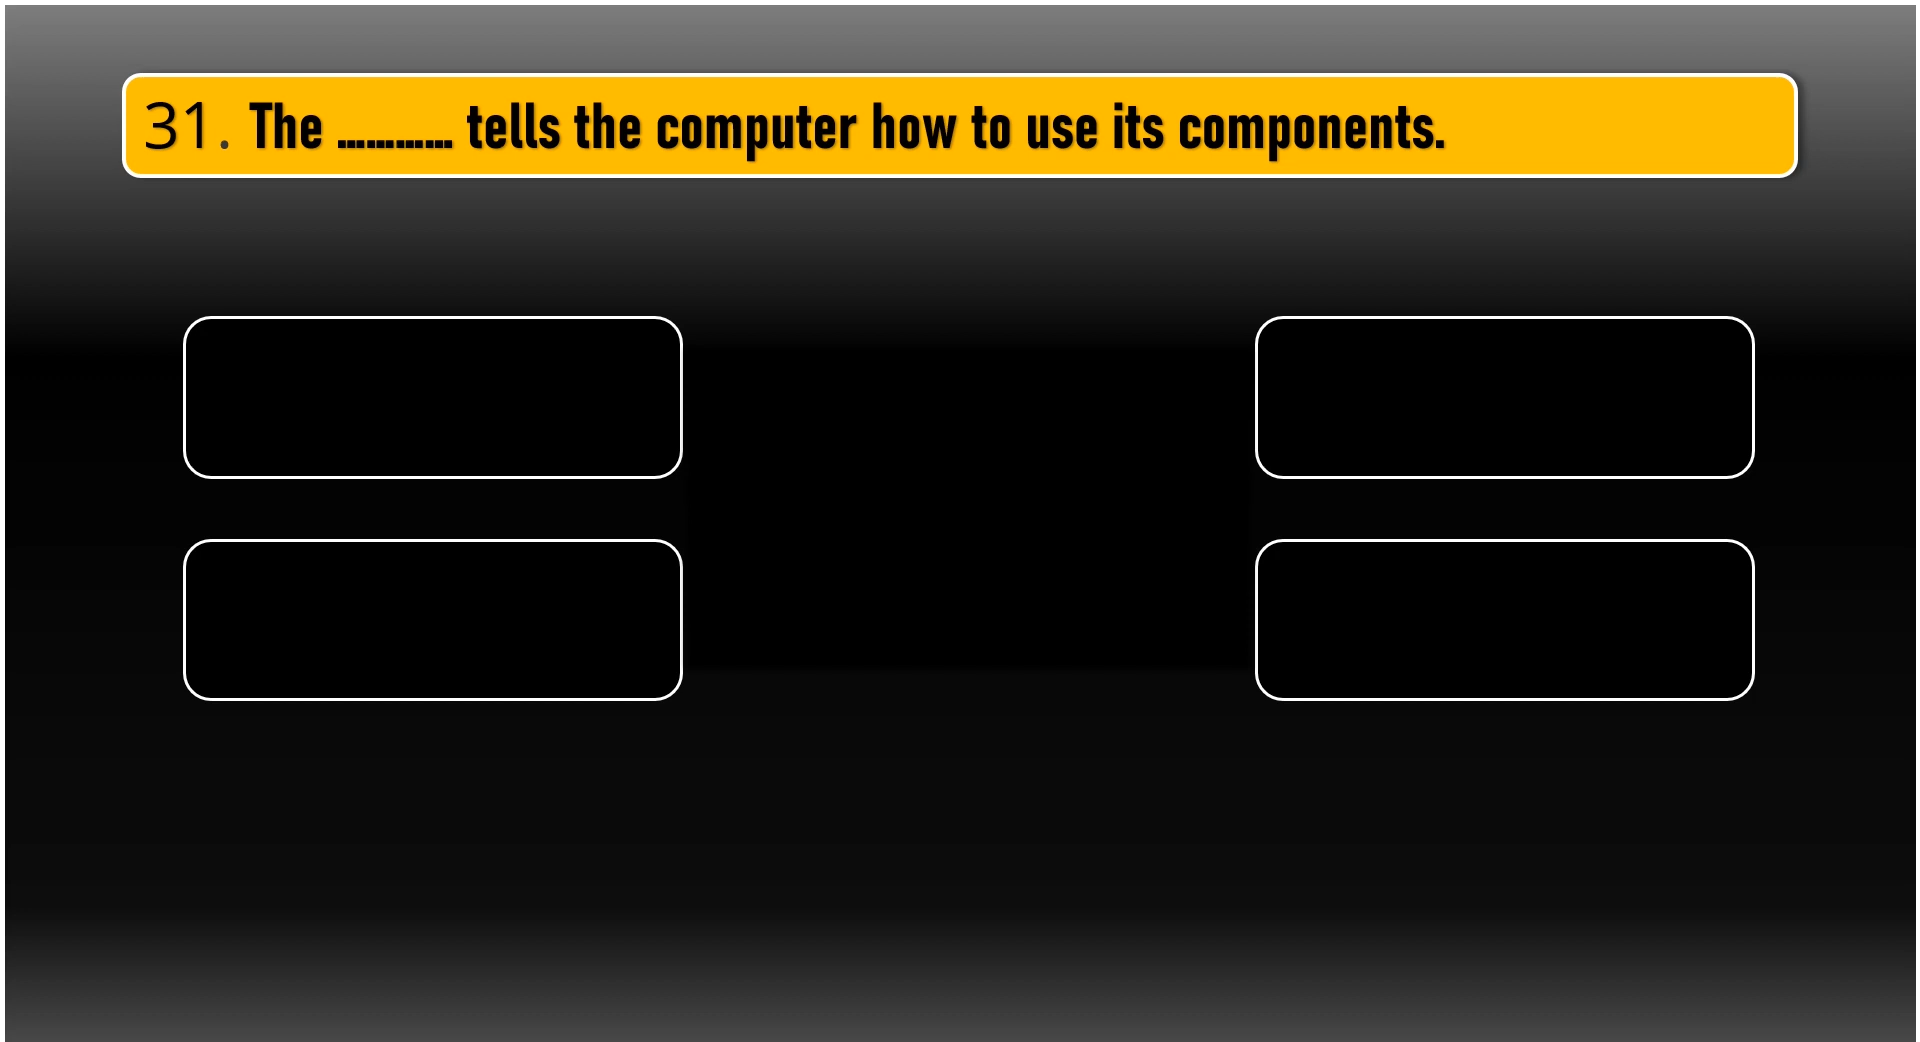 31. The ............ tells the computer how to use its components.